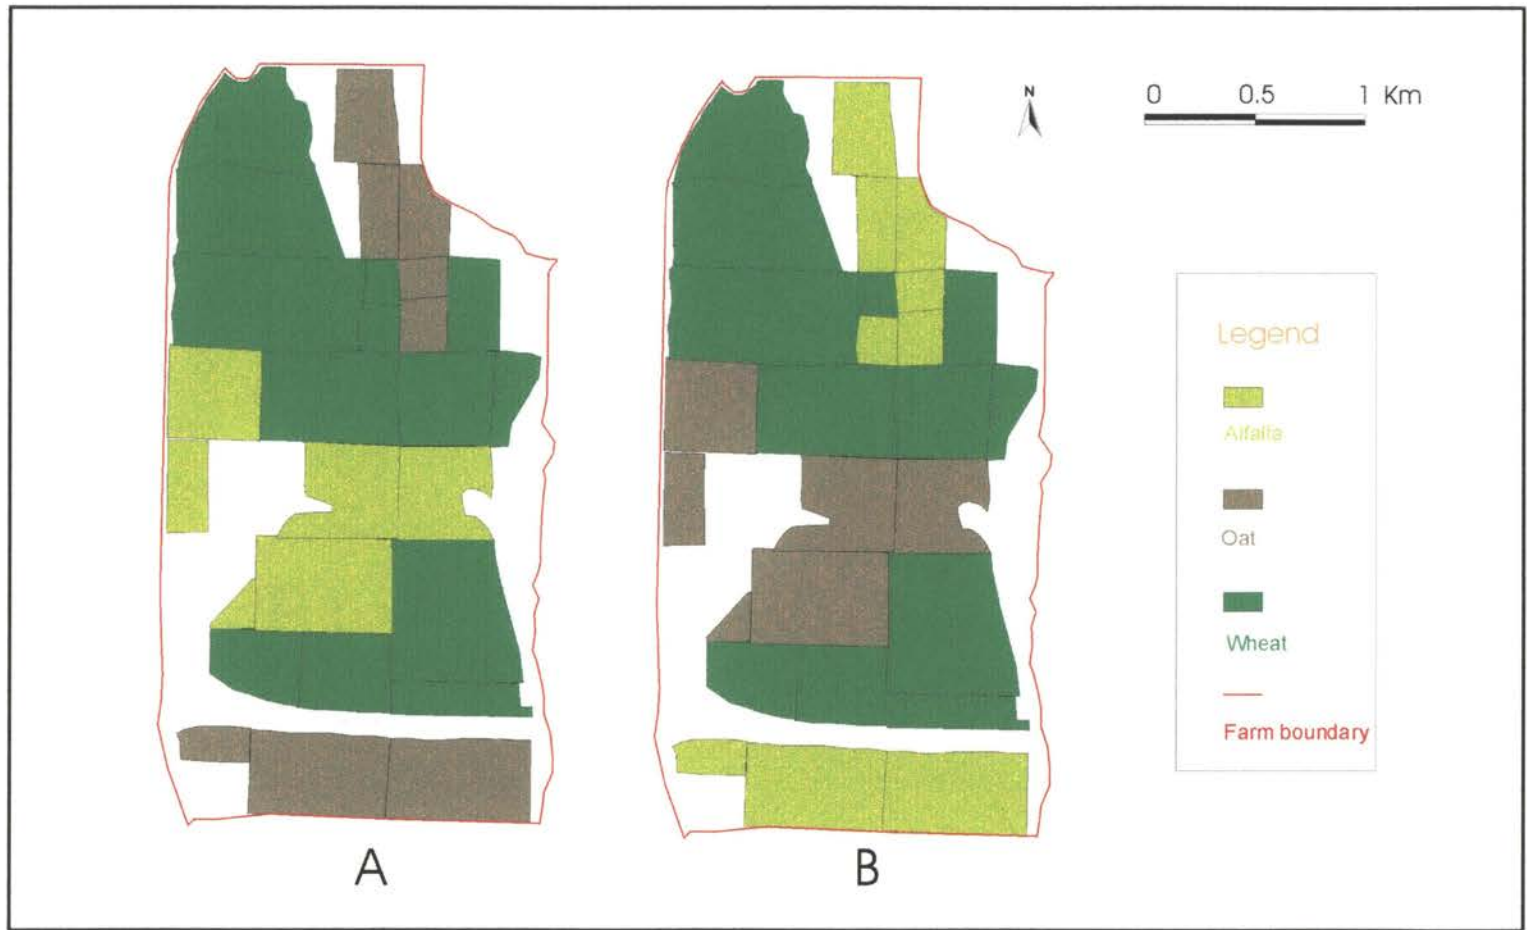 N
0 0.5 1 Km
Legend
Alfalfa
Oat
Wheat
Farm boundary
A
B